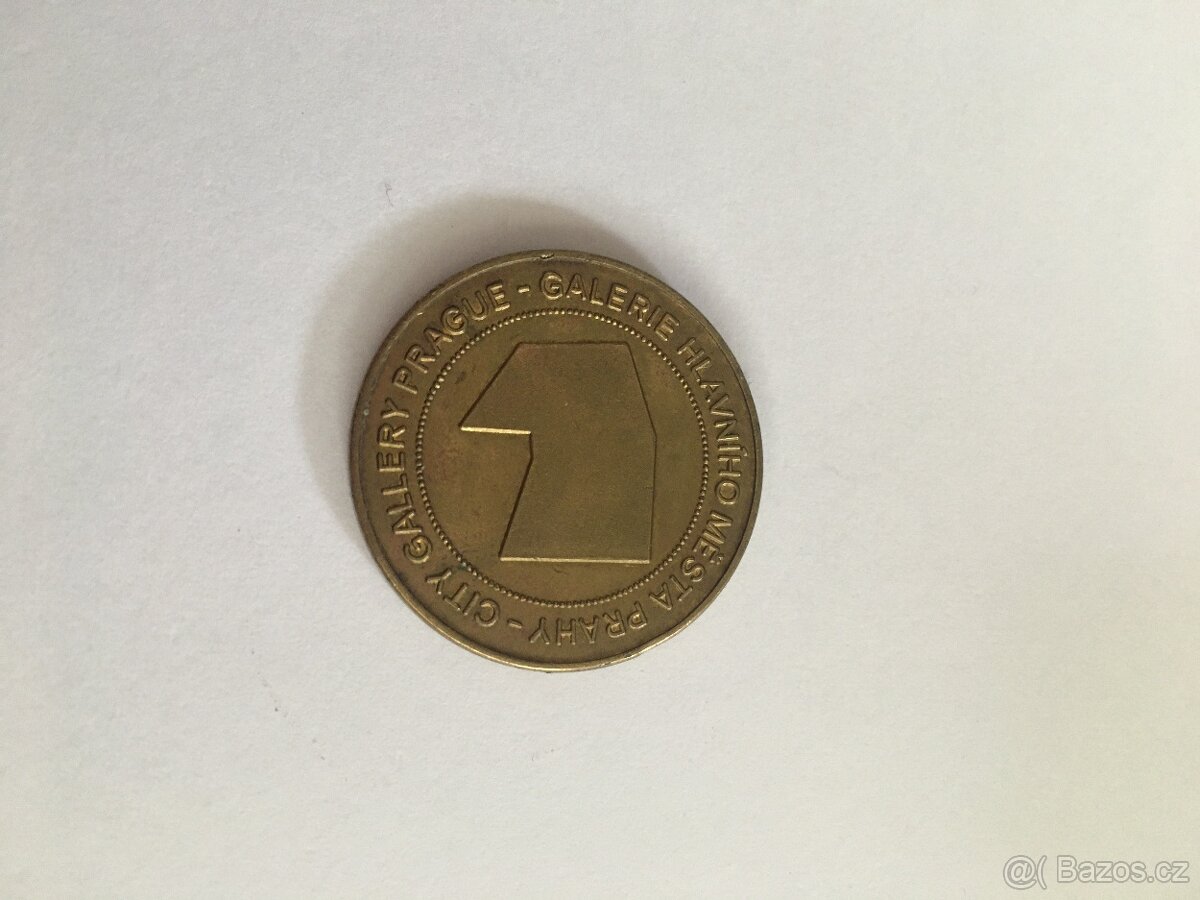 GALERIE HLAVNÍHO MĚSTA PRAHY - CITY GALLERY PRAGUE -
@( Bazos.cz